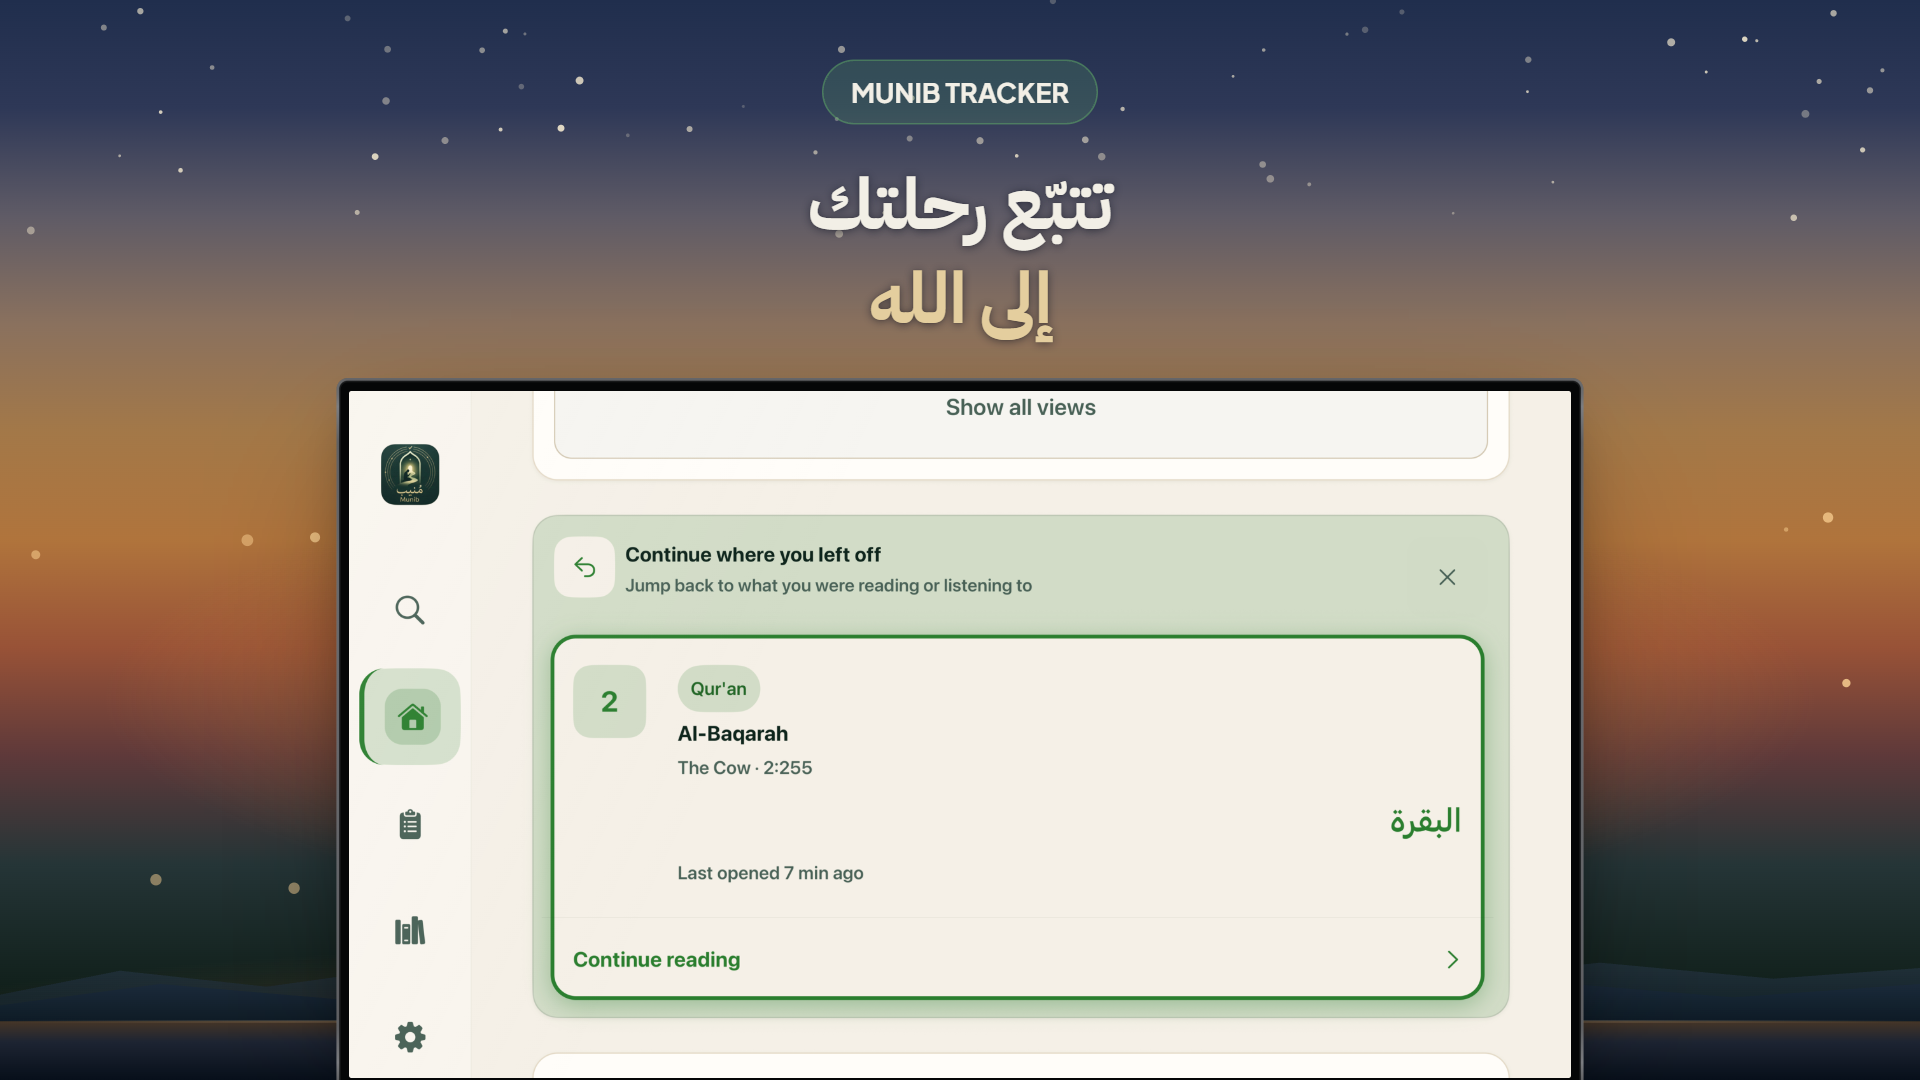 MUNIB TRACKER
تتبّع رحلتك
إلى الله
Show all views
مُنيب
Munib
Continue where you left off
Jump back to what you were reading or listening to
2
Qur'an
Al-Baqarah
The Cow · 2:255
البقرة
Last opened 7 min ago
Continue reading